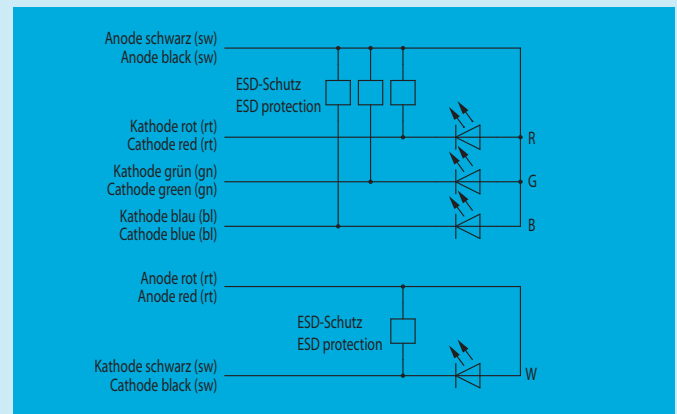 Anode schwarz (sw)
Anode black (sw)
ESD-Schutz
ESD protection
Kathode rot (rt)
Cathode red (rt)
R
Kathode grün (gn)
Cathode green (gn)
G
Kathode blau (bl)
Cathode blue (bl)
B
Anode rot (rt)
Anode red (rt)
ESD-Schutz
ESD protection
Kathode schwarz (sw)
Cathode black (sw)
W